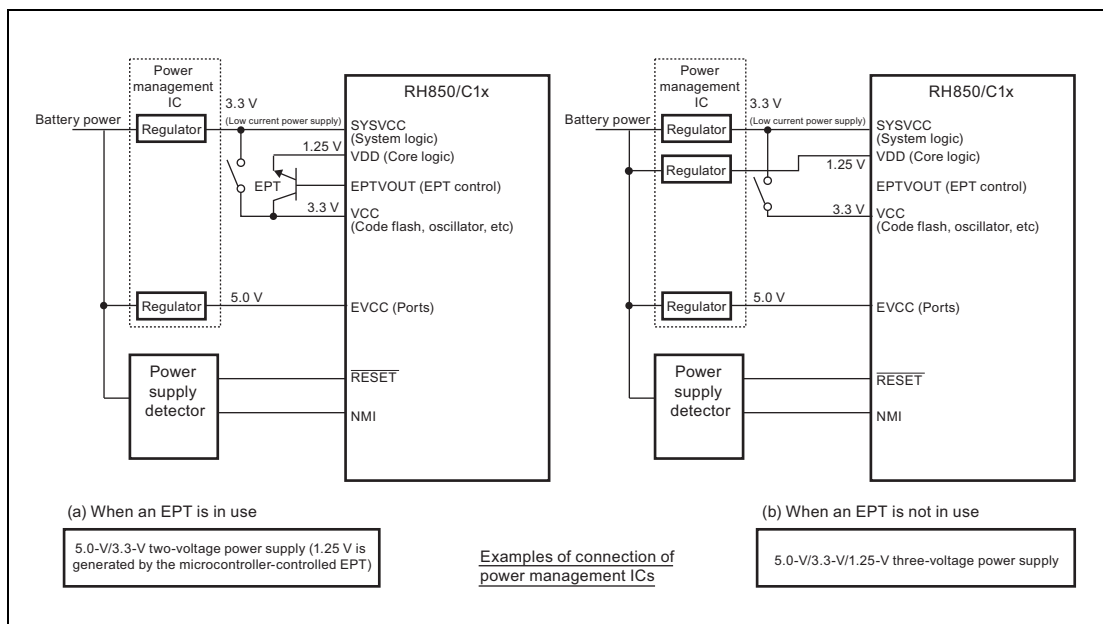 Power
management
IC
Battery power
Regulator
3.3 V
(Low current power supply)
RH850/C1x
SYSVCC
(System logic)
1.25 V
VDD (Core logic)
EPT
EPTVOUT (EPT control)
3.3 V
VCC
(Code flash, oscillator, etc)
Regulator
5.0 V
EVCC (Ports)
Power
supply
detector
RESET
NMI
(a) When an EPT is in use
5.0-V/3.3-V two-voltage power supply (1.25 V is
generated by the microcontroller-controlled EPT)
Examples of connection of
power management ICs
Power
management
IC
Battery power
Regulator
3.3 V
(Low current power supply)
RH850/C1x
SYSVCC
(System logic)
Regulator
VDD (Core logic)
1.25 V
EPTVOUT (EPT control)
3.3 V
VCC
(Code flash, oscillator, etc)
Regulator
5.0 V
EVCC (Ports)
Power
supply
detector
RESET
NMI
(b) When an EPT is not in use
5.0-V/3.3-V/1.25-V three-voltage power supply